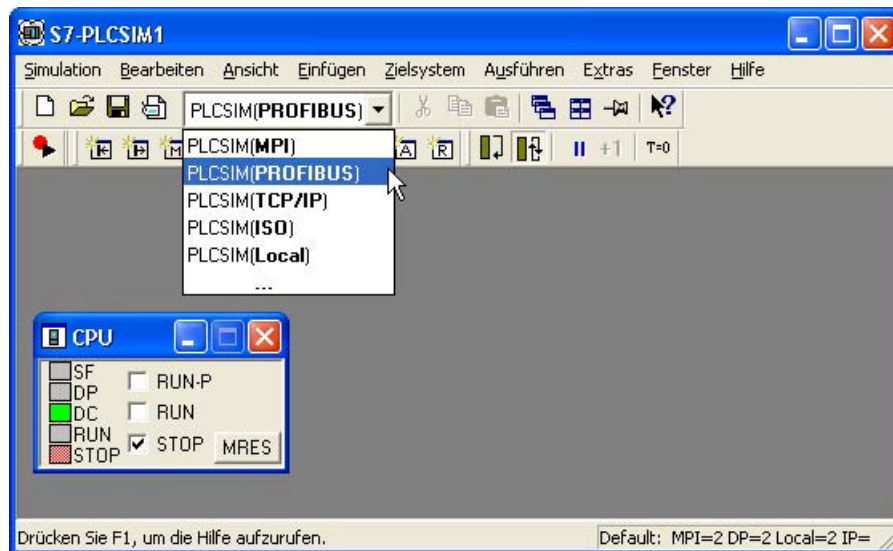 S7-PLCSIM1
Simulation Bearbeiten Ansicht Einfügen Zielsystem Ausführen Extras Fenster Hilfe
PLCSIM(PROFIBUS)
PLCSIM(MPI)
PLCSIM(PROFIBUS)
PLCSIM(TCP/IP)
PLCSIM(ISO)
PLCSIM(Local)
...
M A R +1 T=0
CPU
SF
DP
DC
RUN
STOP
RUN-P
RUN
STOP
MRES
Drücken Sie F1, um die Hilfe aufzurufen.
Default: MPI=2 DP=2 Local=2 IP=